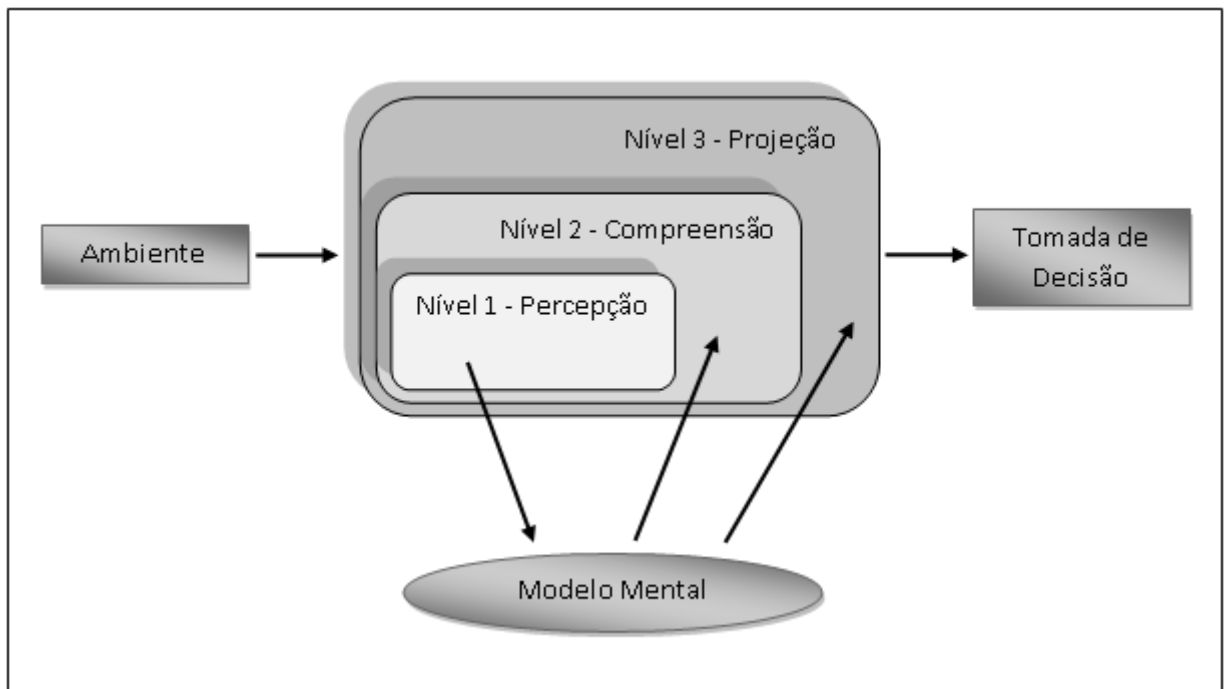 Nível 3 - Projeção
Nível 2 - Compreensão
Nível 1 - Percepção
Ambiente
Tomada de
Decisão
Modelo Mental